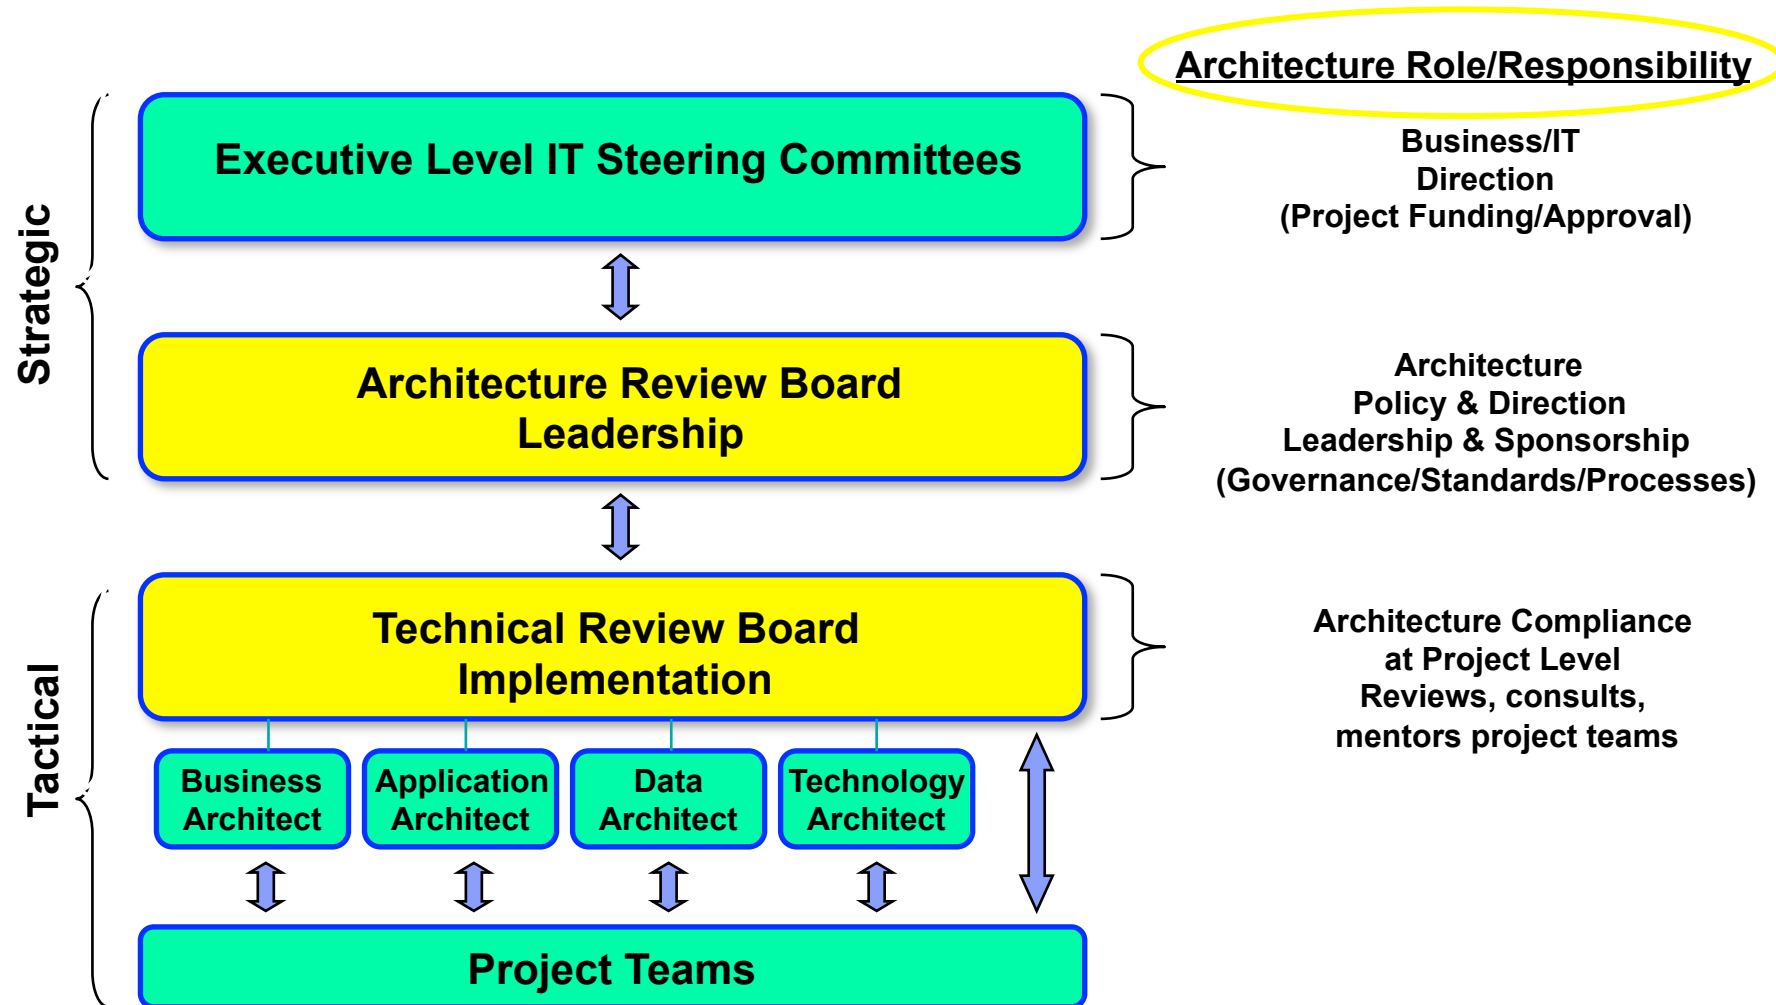 Architecture Role/Responsibility
Strategic
Executive Level IT Steering Committees
Business/IT
Direction
(Project Funding/Approval)
Architecture Review Board
Leadership
Architecture
Policy & Direction
Leadership & Sponsorship
(Governance/Standards/Processes)
Tactical
Technical Review Board
Implementation
Architecture Compliance
at Project Level
Reviews, consults,
mentors project teams
Business
Architect
Application
Architect
Data
Architect
Technology
Architect
Project Teams